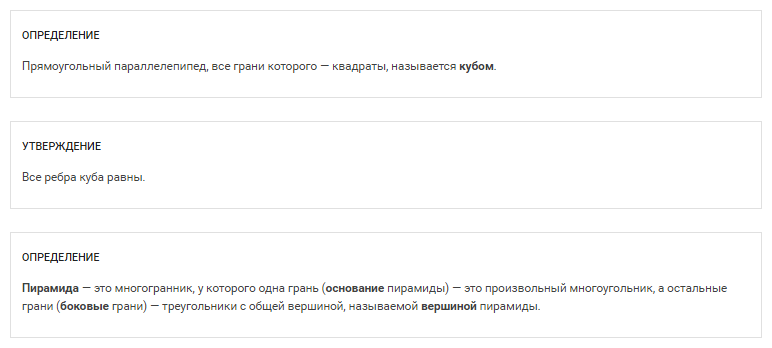 ОПРЕДЕЛЕНИЕ
Прямоугольный параллелепипед, все грани которого — квадраты, называется кубом.
УТВЕРЖДЕНИЕ
Все ребра куба равны.
ОПРЕДЕЛЕНИЕ
Пирамида — это многогранник, у которого одна грань (основание пирамиды) — это произвольный многоугольник, а остальные
грани (боковые грани) — треугольники с общей вершиной, называемой вершиной пирамиды.